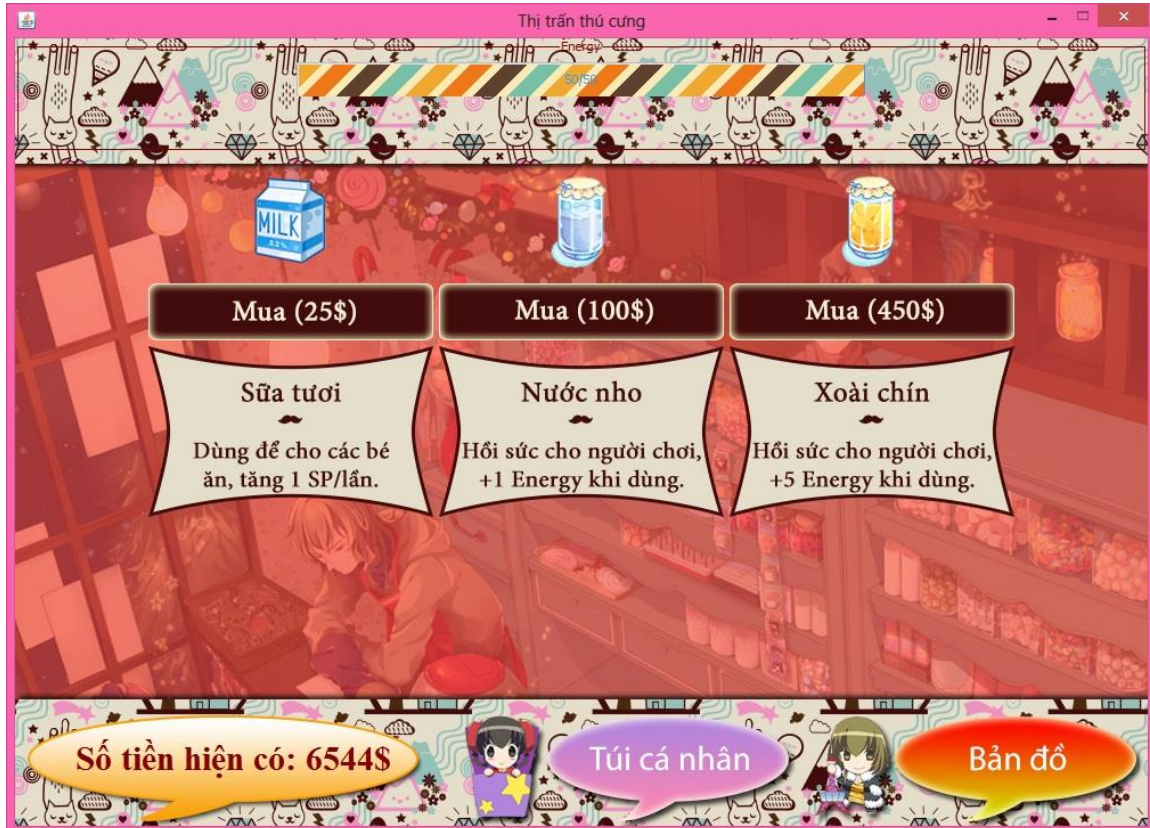 Thị trấn thú cưng
Energy
50/50
MILK
3.2%
Mua (25$)
Mua (100$)
Mua (450$)
Sữa tươi
Dùng để cho các bé
ăn, tăng 1 SP/lần.
Nước nho
Hồi sức cho người chơi,
+1 Energy khi dùng.
Xoài chín
Hồi sức cho người chơi,
+5 Energy khi dùng.
Số tiền hiện có: 6544$
Túi cá nhân
Bản đồ